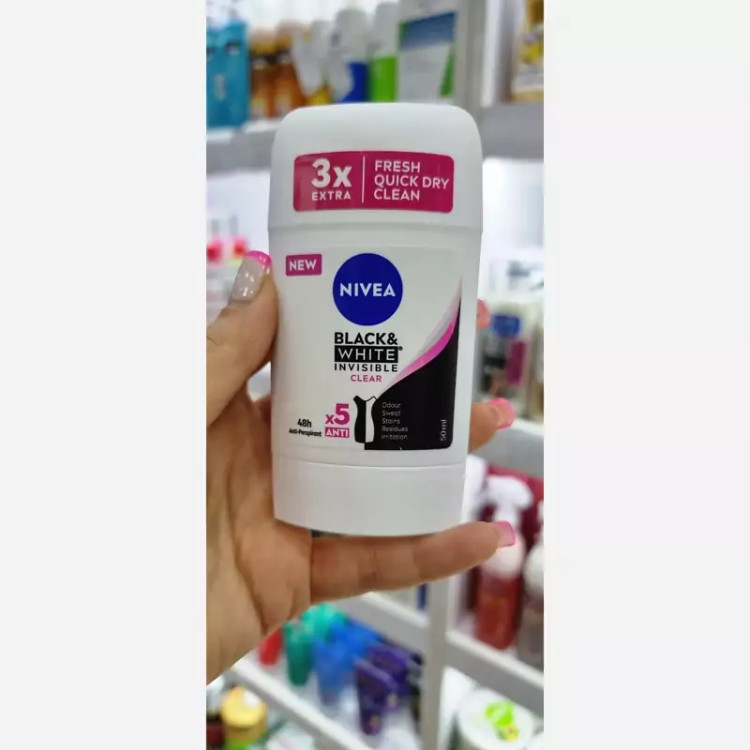 3x
EXTRA
FRESH
QUICK DRY
CLEAN
NEW
NIVEA
BLACK&
WHITE®
INVISIBLE
CLEAR
48h
Anti-Perspirant
x5
ANTI
Odour
Sweat
Stains
Residues
Irritation
50ml